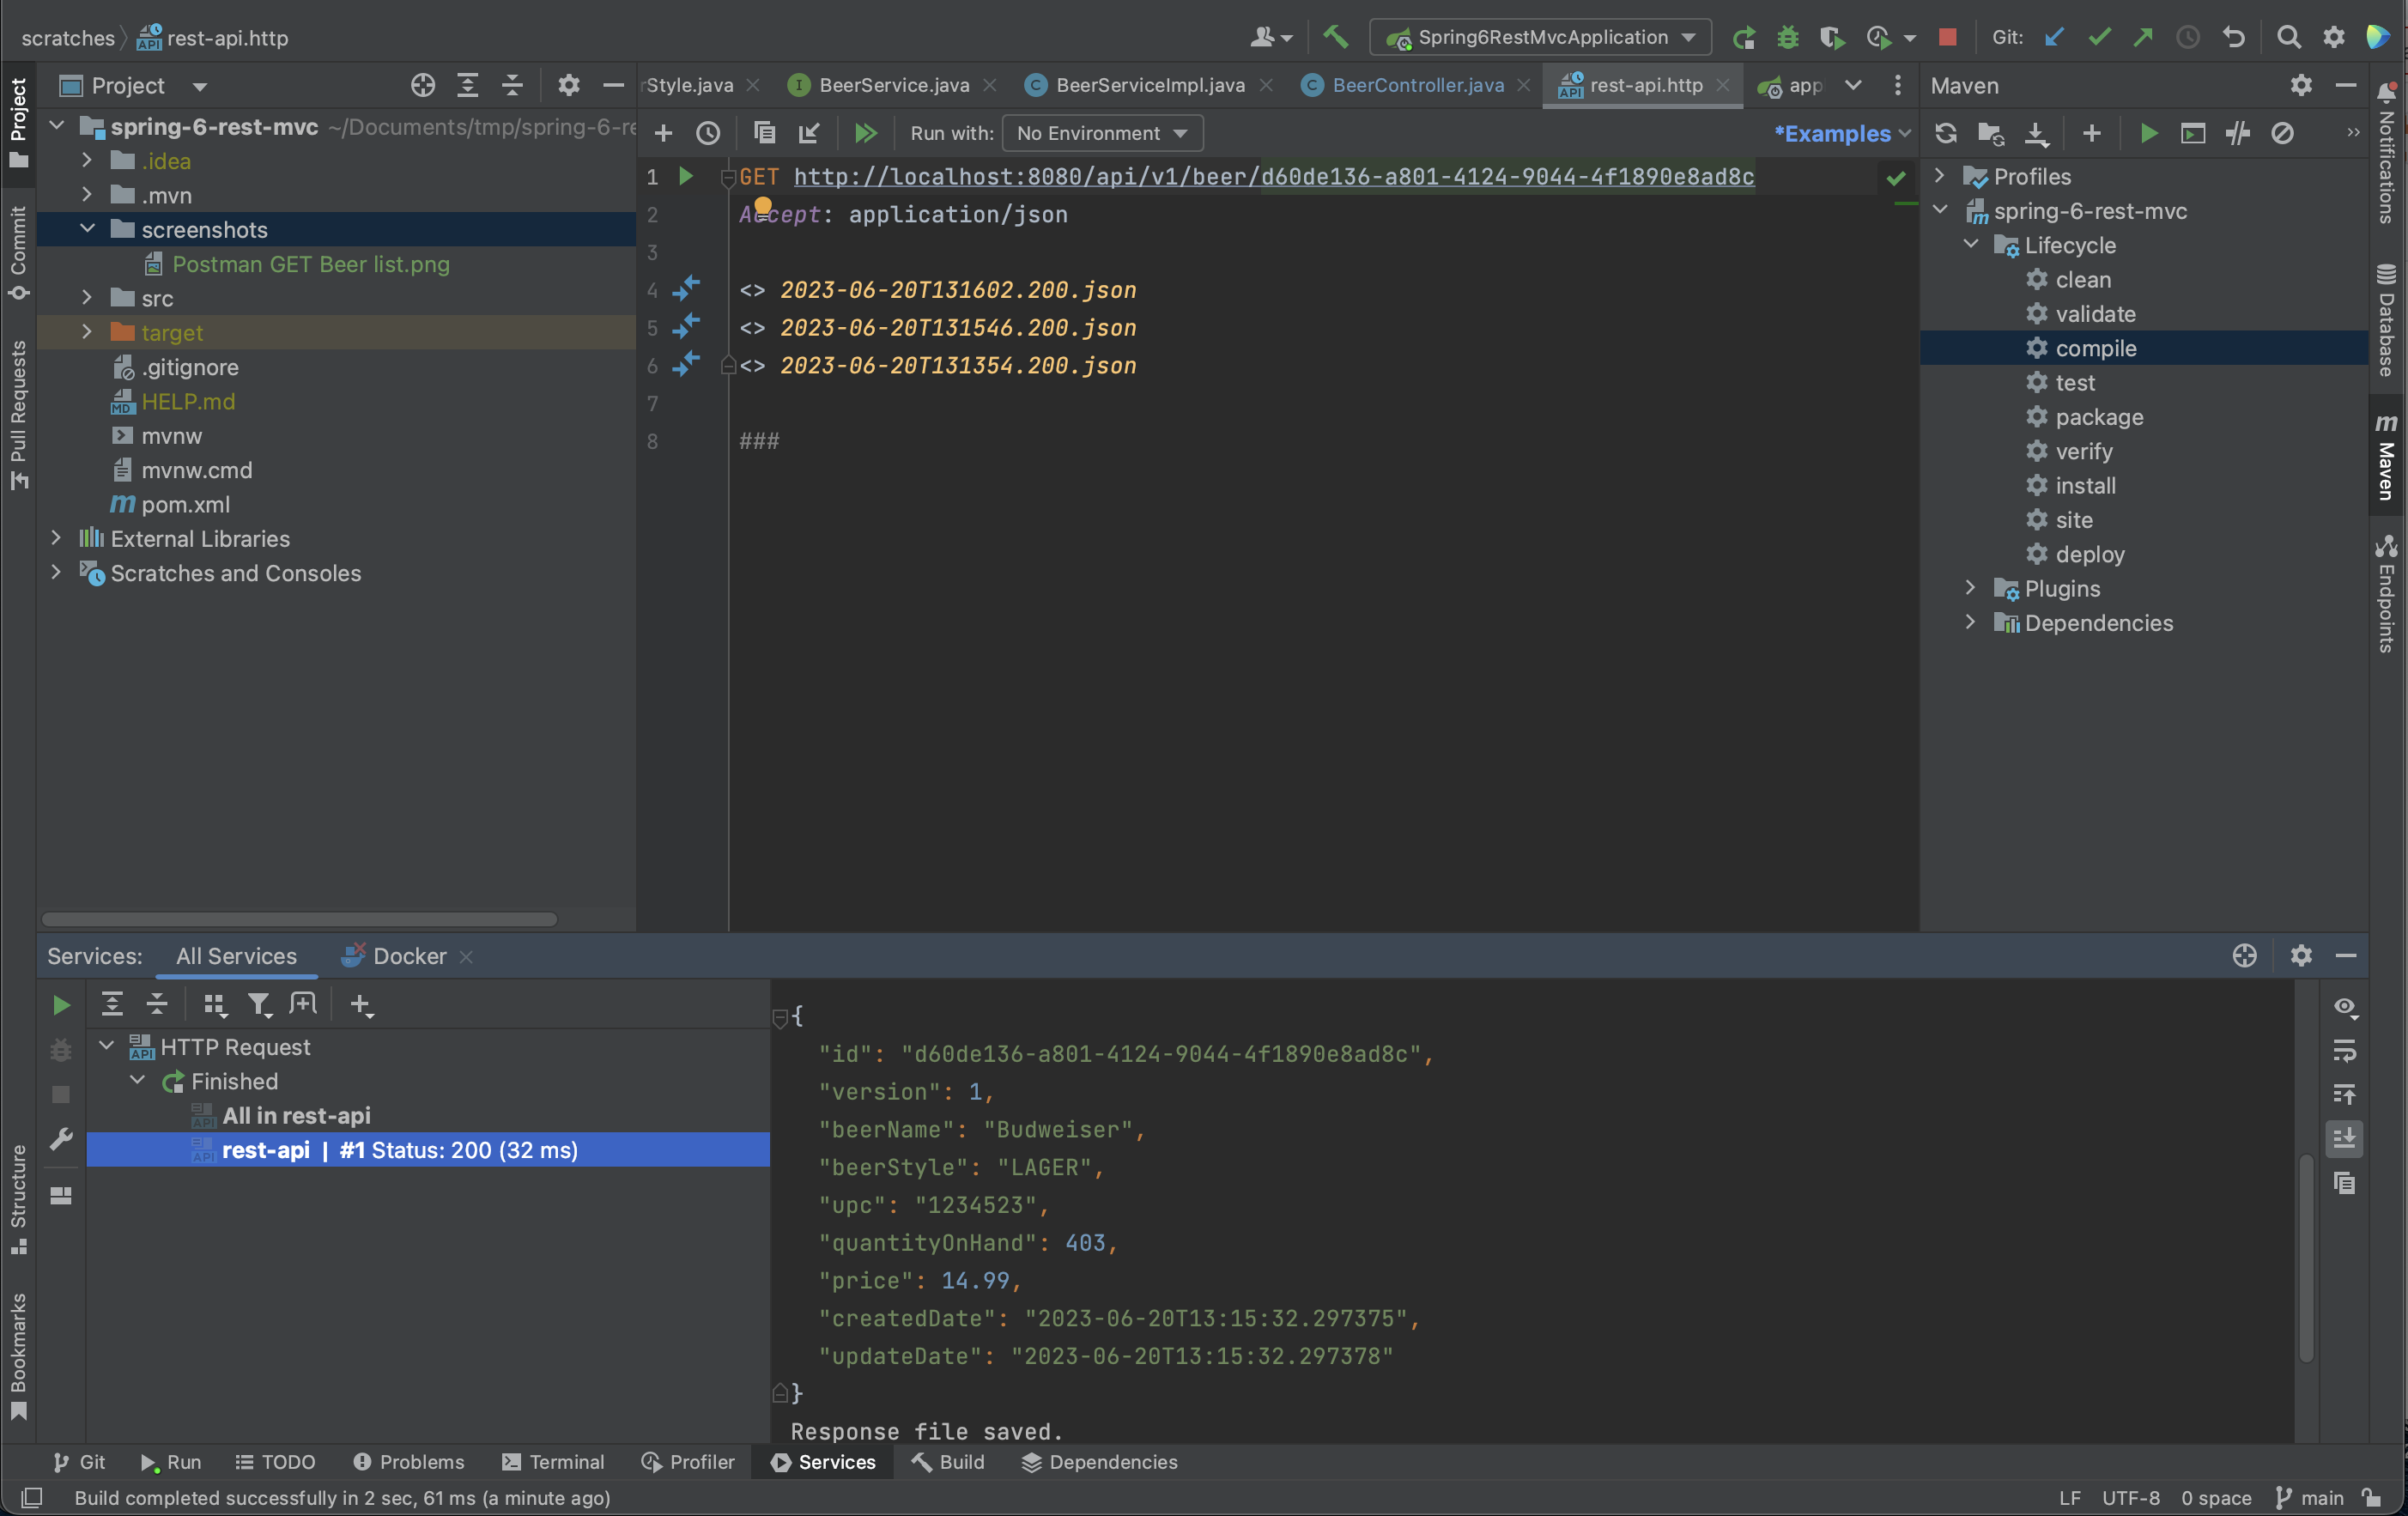 scratches rest-api.http
Spring6RestMvcApplication
Git:
Project
rStyle.java
BeerService.java
BeerServiceImpl.java
BeerController.java
rest-api.http
app
Maven
Run with: No Environment
*Examples
spring-6-rest-mvc ~/Documents/tmp/spring-6-re
.idea
.mvn
screenshots
Postman GET Beer list.png
src
target
.gitignore
HELP.md
mvnw
mvnw.cmd
pom.xml
External Libraries
Scratches and Consoles
1 GET http://localhost:8080/api/v1/beer/d60de136-a801-4124-9044-4f1890e8ad8c
2 Accept: application/json
3
4 <> 2023-06-20T131602.200.json
5 <> 2023-06-20T131546.200.json
6 <> 2023-06-20T131354.200.json
7
8 ###
Profiles
spring-6-rest-mvc
Lifecycle
clean
validate
compile
test
package
verify
install
site
deploy
Plugins
Dependencies
Project
Commit
Pull Requests
Structure
Bookmarks
Notifications
Database
Maven
Endpoints
Services: All Services Docker
HTTP Request
Finished
All in rest-api
rest-api | #1 Status: 200 (32 ms)
{
"id": "d60de136-a801-4124-9044-4f1890e8ad8c",
"version": 1,
"beerName": "Budweiser",
"beerStyle": "LAGER",
"upc": "1234523",
"quantityOnHand": 403,
"price": 14.99,
"createdDate": "2023-06-20T13:15:32.297375",
"updateDate": "2023-06-20T13:15:32.297378"
}
Response file saved.
Git Run TODO Problems Terminal Profiler Services Build Dependencies
Build completed successfully in 2 sec, 61 ms (a minute ago)
LF UTF-8 0 space main